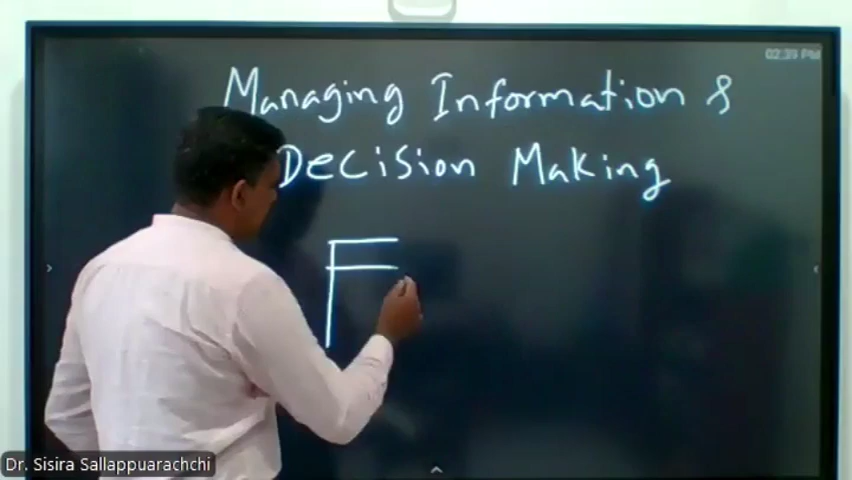 02:39 PM
Managing Information &
Decision Making
F
Dr. Sisira Sallappuarachchi